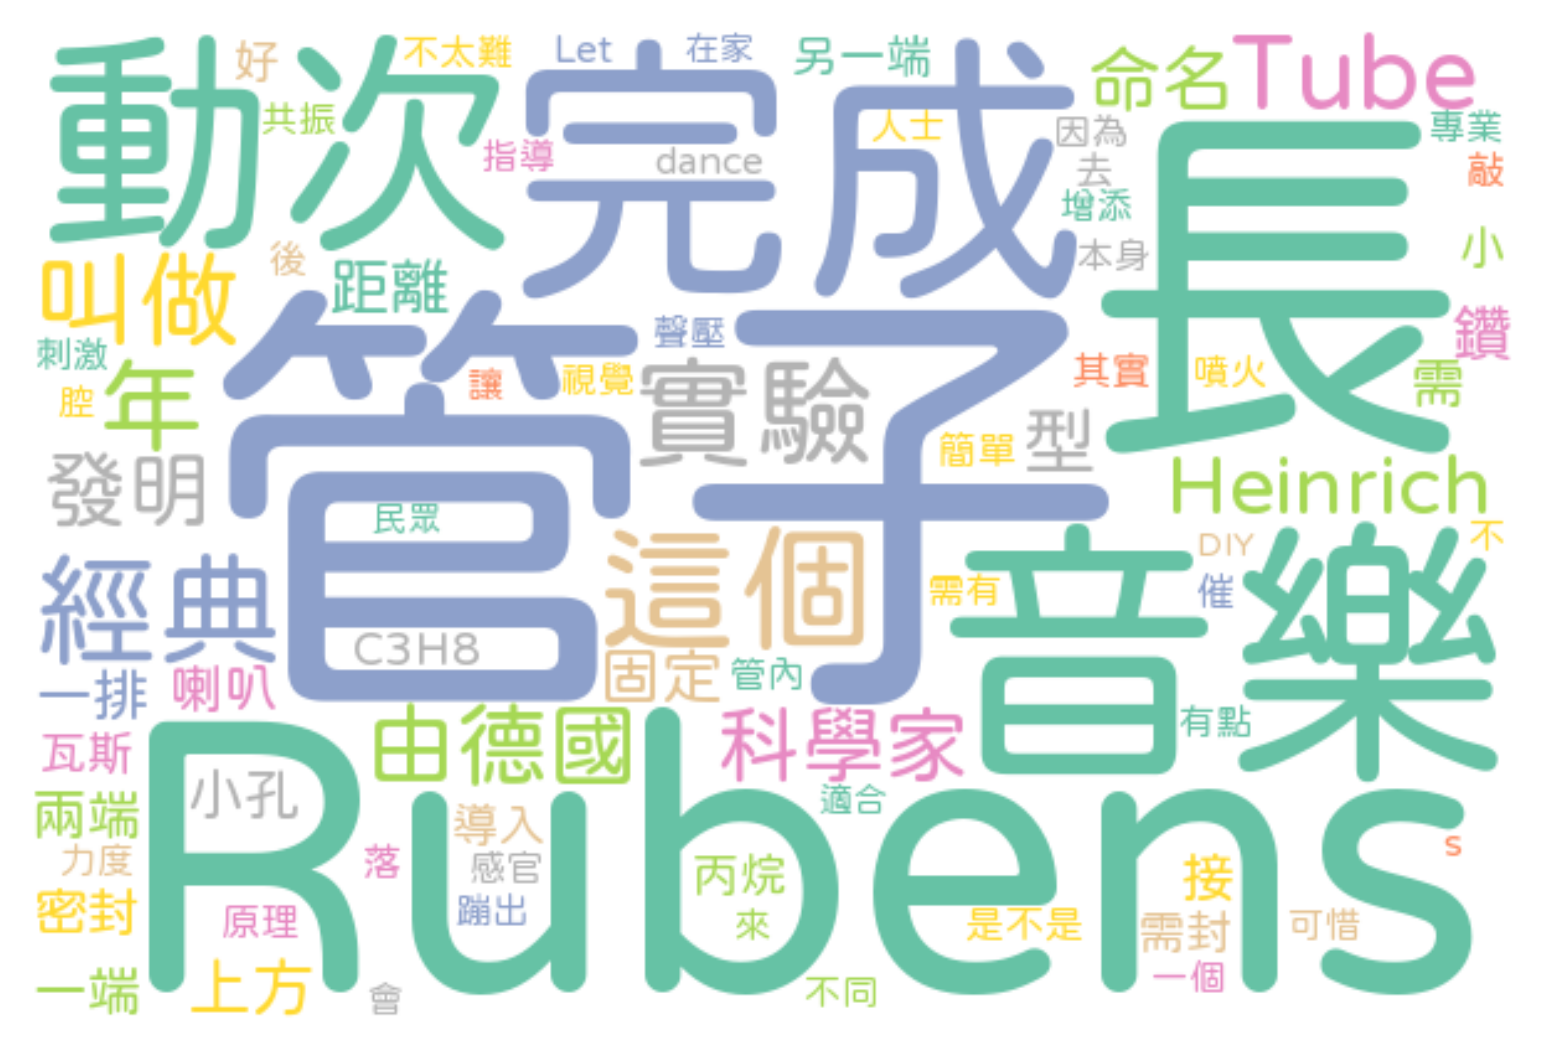 動次
好
不太難
Let
在家
另一端
命名
Tube
共振
完成
人士
因為
專業
指導
dance
去
敲
長
增添
後
本身
小
叫做
距離
刺激
管子
聲壓
其實
噴火
鑽
腔
年
讓
視覺
實驗
需
簡單
型
發明
Heinrich
民眾
這個
DIY
不
經典
需有
音樂
催
C3H8
固定
管內
一排
喇叭
有點
瓦斯
由德國
科學家
小孔
Rubens
兩端
導入
適合
力度
落
感官
丙烷
s
密封
原理
蹦出
來
是不是
接
需封
可惜
一端
上方
會
不同
一個